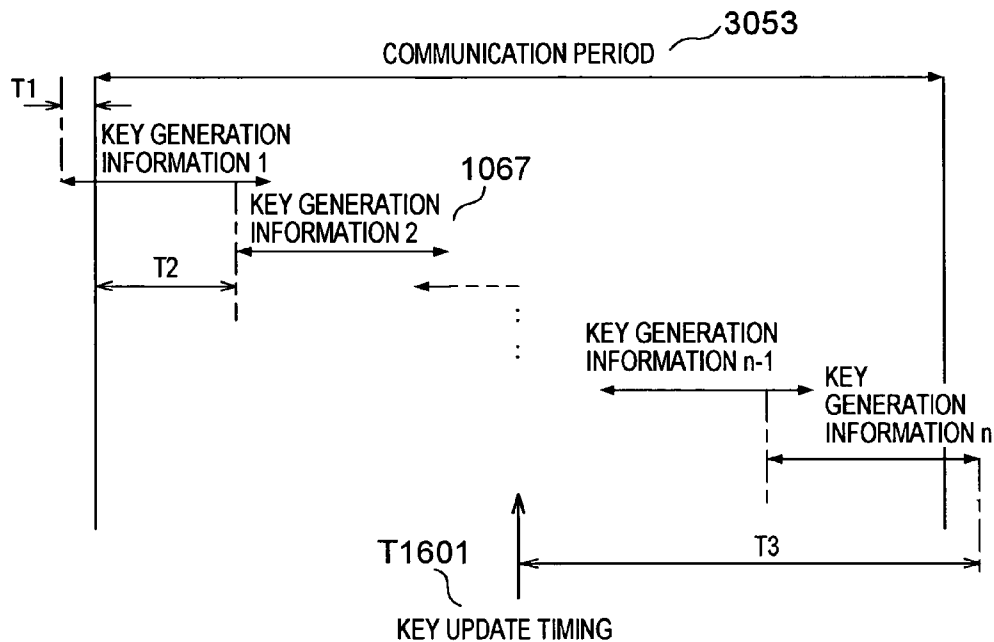 3053
COMMUNICATION PERIOD
T1
KEY GENERATION
INFORMATION 1
1067
KEY GENERATION
INFORMATION 2
T2
KEY GENERATION
INFORMATION n-1
KEY
GENERATION
INFORMATION n
T3
T1601
KEY UPDATE TIMING